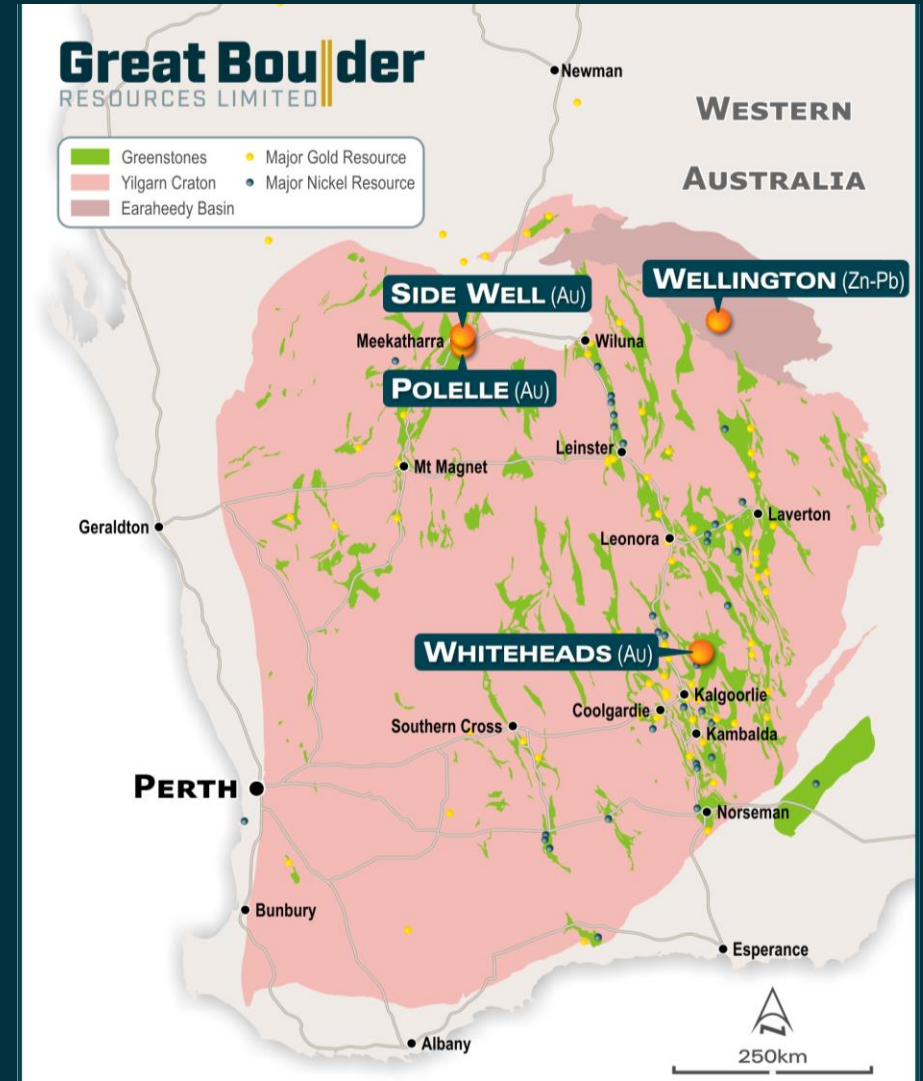 Great Boulder
RESOURCES LIMITED
Greenstones
Yilgarn Craton
Earaheedy Basin
Major Gold Resource
Major Nickel Resource
Newman
WESTERN
AUSTRALIA
SIDE WELL (Au)
WELLINGTON (Zn-Pb)
Meekatharra
Wiluna
POLELLE (Au)
Leinster
Mt Magnet
Geraldton
Laverton
Leonora
WHITEHEADS (Au)
Kalgoorlie
Coolgardie
Southern Cross
Kambalda
PERTH
Norseman
Bunbury
Esperance
N
Albany
250km